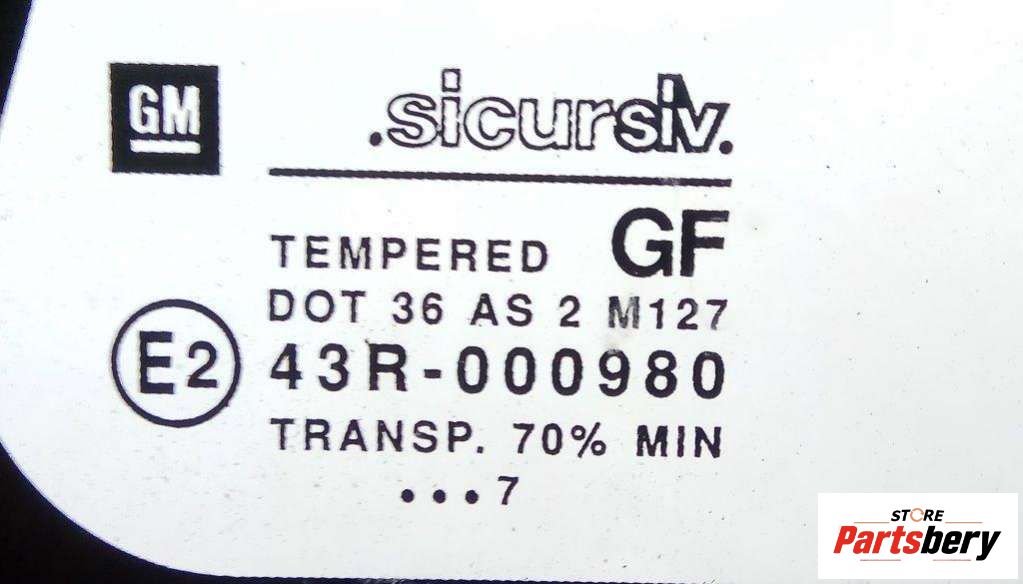 GM
.sicursiv.
TEMPERED GF
DOT 36 AS 2 M127
E2 43R-000980
TRANSP. 70% MIN
...7
STORE
Partsbery